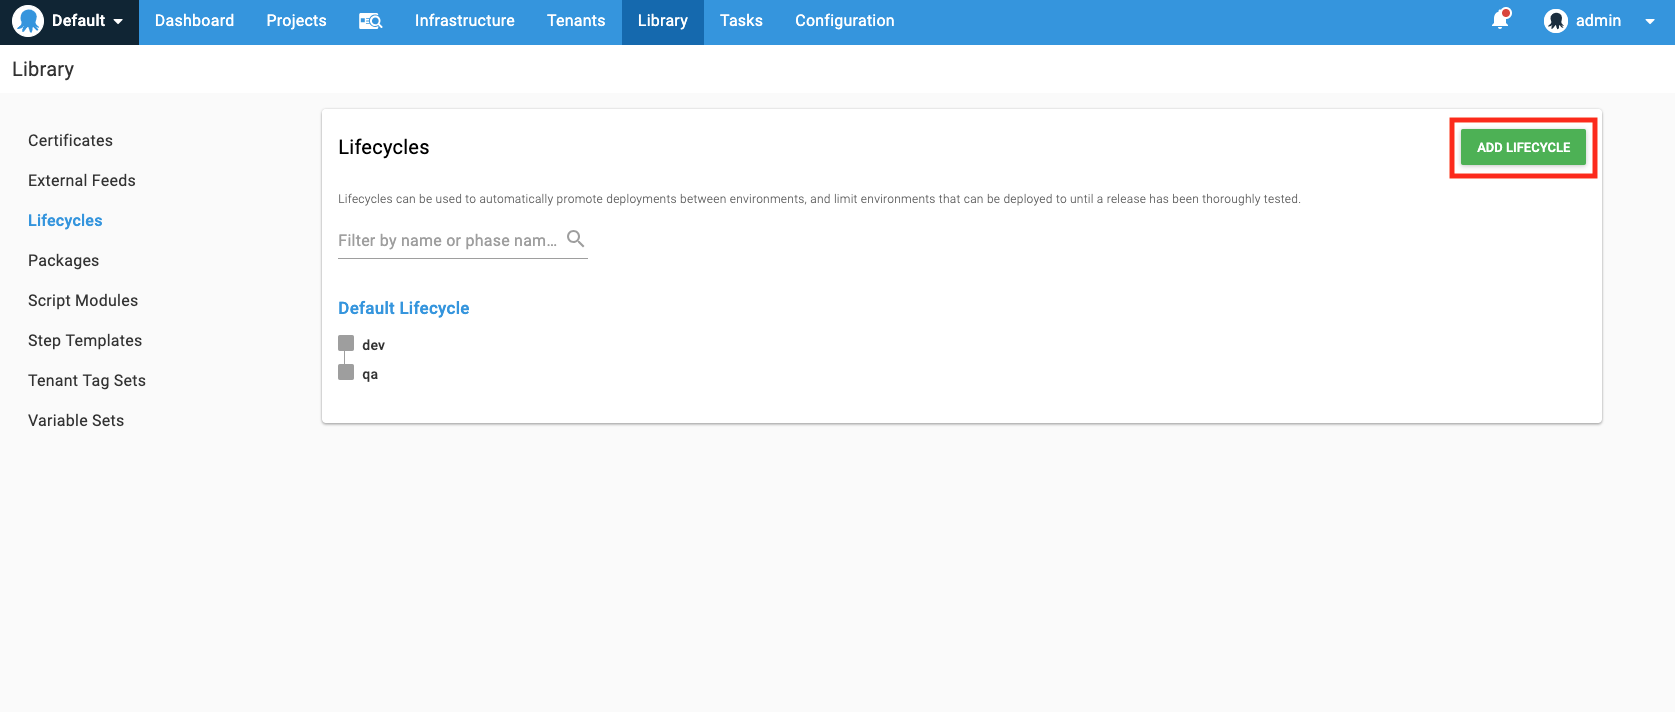 Default Dashboard Projects Infrastructure Tenants Library Tasks Configuration admin
Library
Certificates
External Feeds
Lifecycles
Packages
Script Modules
Step Templates
Tenant Tag Sets
Variable Sets
Lifecycles
ADD LIFECYCLE
Lifecycles can be used to automatically promote deployments between environments, and limit environments that can be deployed to until a release has been thoroughly tested.
Filter by name or phase nam...
Default Lifecycle
dev
qa